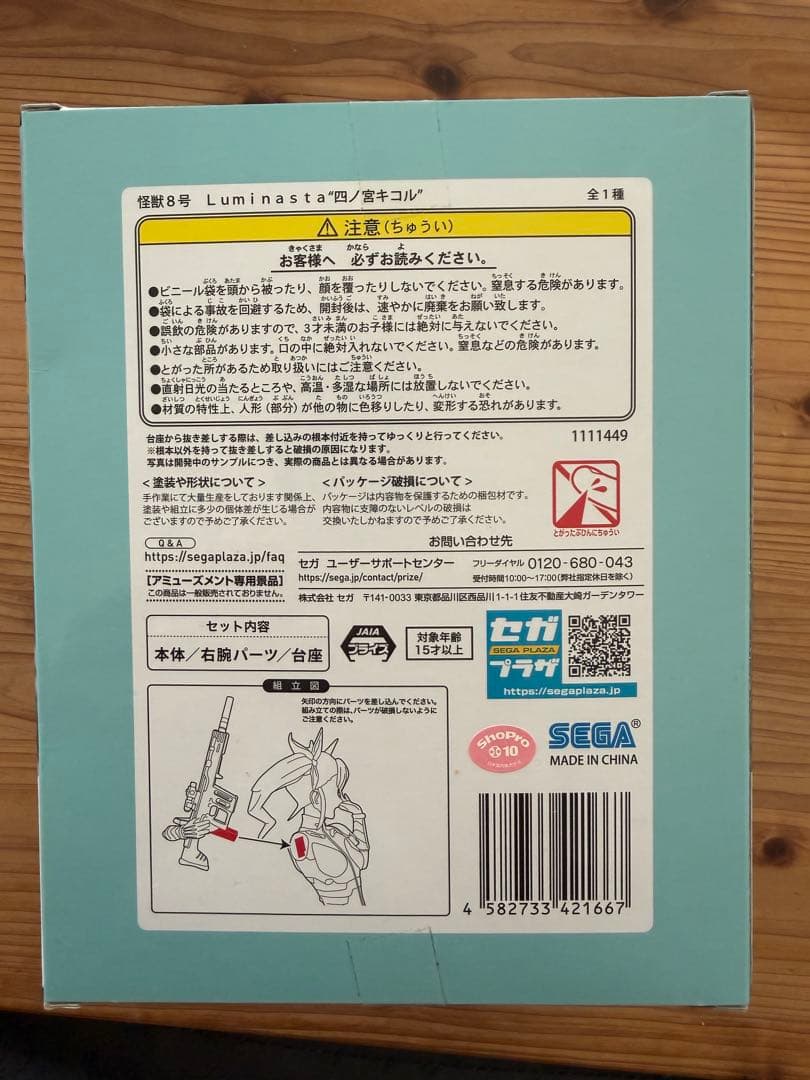 怪獣8号 Luminasta“四ノ宮キコル” 全1種
⚠注意(ちゅうい)
お客様へ 必ずお読みください。
●ビニール袋を頭から被ったり、顔を覆ったりしないでください。窒息する危険があります。
●袋による事故を回避するため、開封後は、速やかに廃棄をお願い致します。
●誤飲の危険がありますので、3才未満のお子様には絶対に与えないでください。
●小さな部品があります。口の中に絶対入れないでください。窒息などの危険があります。
●とがった所があるため取り扱いにはご注意ください。
●直射日光の当たるところや、高温・多湿な場所には放置しないでください。
●材質の特性上、人形(部分)が他の物に色移りしたり、変形する恐れがあります。
台座から抜き差しする際は、差し込みの根本付近を持ってゆっくりと行ってください。
※根本以外を持って抜き差しすると破損の原因になります。
写真は開発中のサンプルにつき、実際の商品とは異なる場合があります。
1111449
<塗装や形状について>
手作業にて大量生産をしております関係上、
塗装や組立に多少の個体差が生じる場合が
ございますので予めご了承ください。
<パッケージ破損について>
パッケージは内容物を保護するための梱包材です。
内容物に支障のないレベルの破損は
交換いたしかねますので予めご了承ください。
とがったぶひんにちゅうい
Q&A
https://segaplaza.jp/faq
【アミューズメント専用景品】
この商品は一般販売されておりません。
お問い合わせ先
セガ ユーザーサポートセンター フリーダイヤル 0120-680-043
https://sega.jp/contact/prize/ 受付時間10:00~17:00(弊社指定休日を除く)
株式会社 セガ 〒141-0033 東京都品川区西品川1-1-1住友不動産大崎ガーデンタワー
セット内容
本体/右腕パーツ/台座
JAIA
プライズ
対象年齢
15才以上
セガ
SEGA PLAZA
プラザ
https://segaplaza.jp
組立図
矢印の方向にパーツを差し込んでください。
組み立ての際は、パーツが破損しないように
ご注意ください。
ShoPro
10
SEGA®
MADE IN CHINA
4 582733 421667